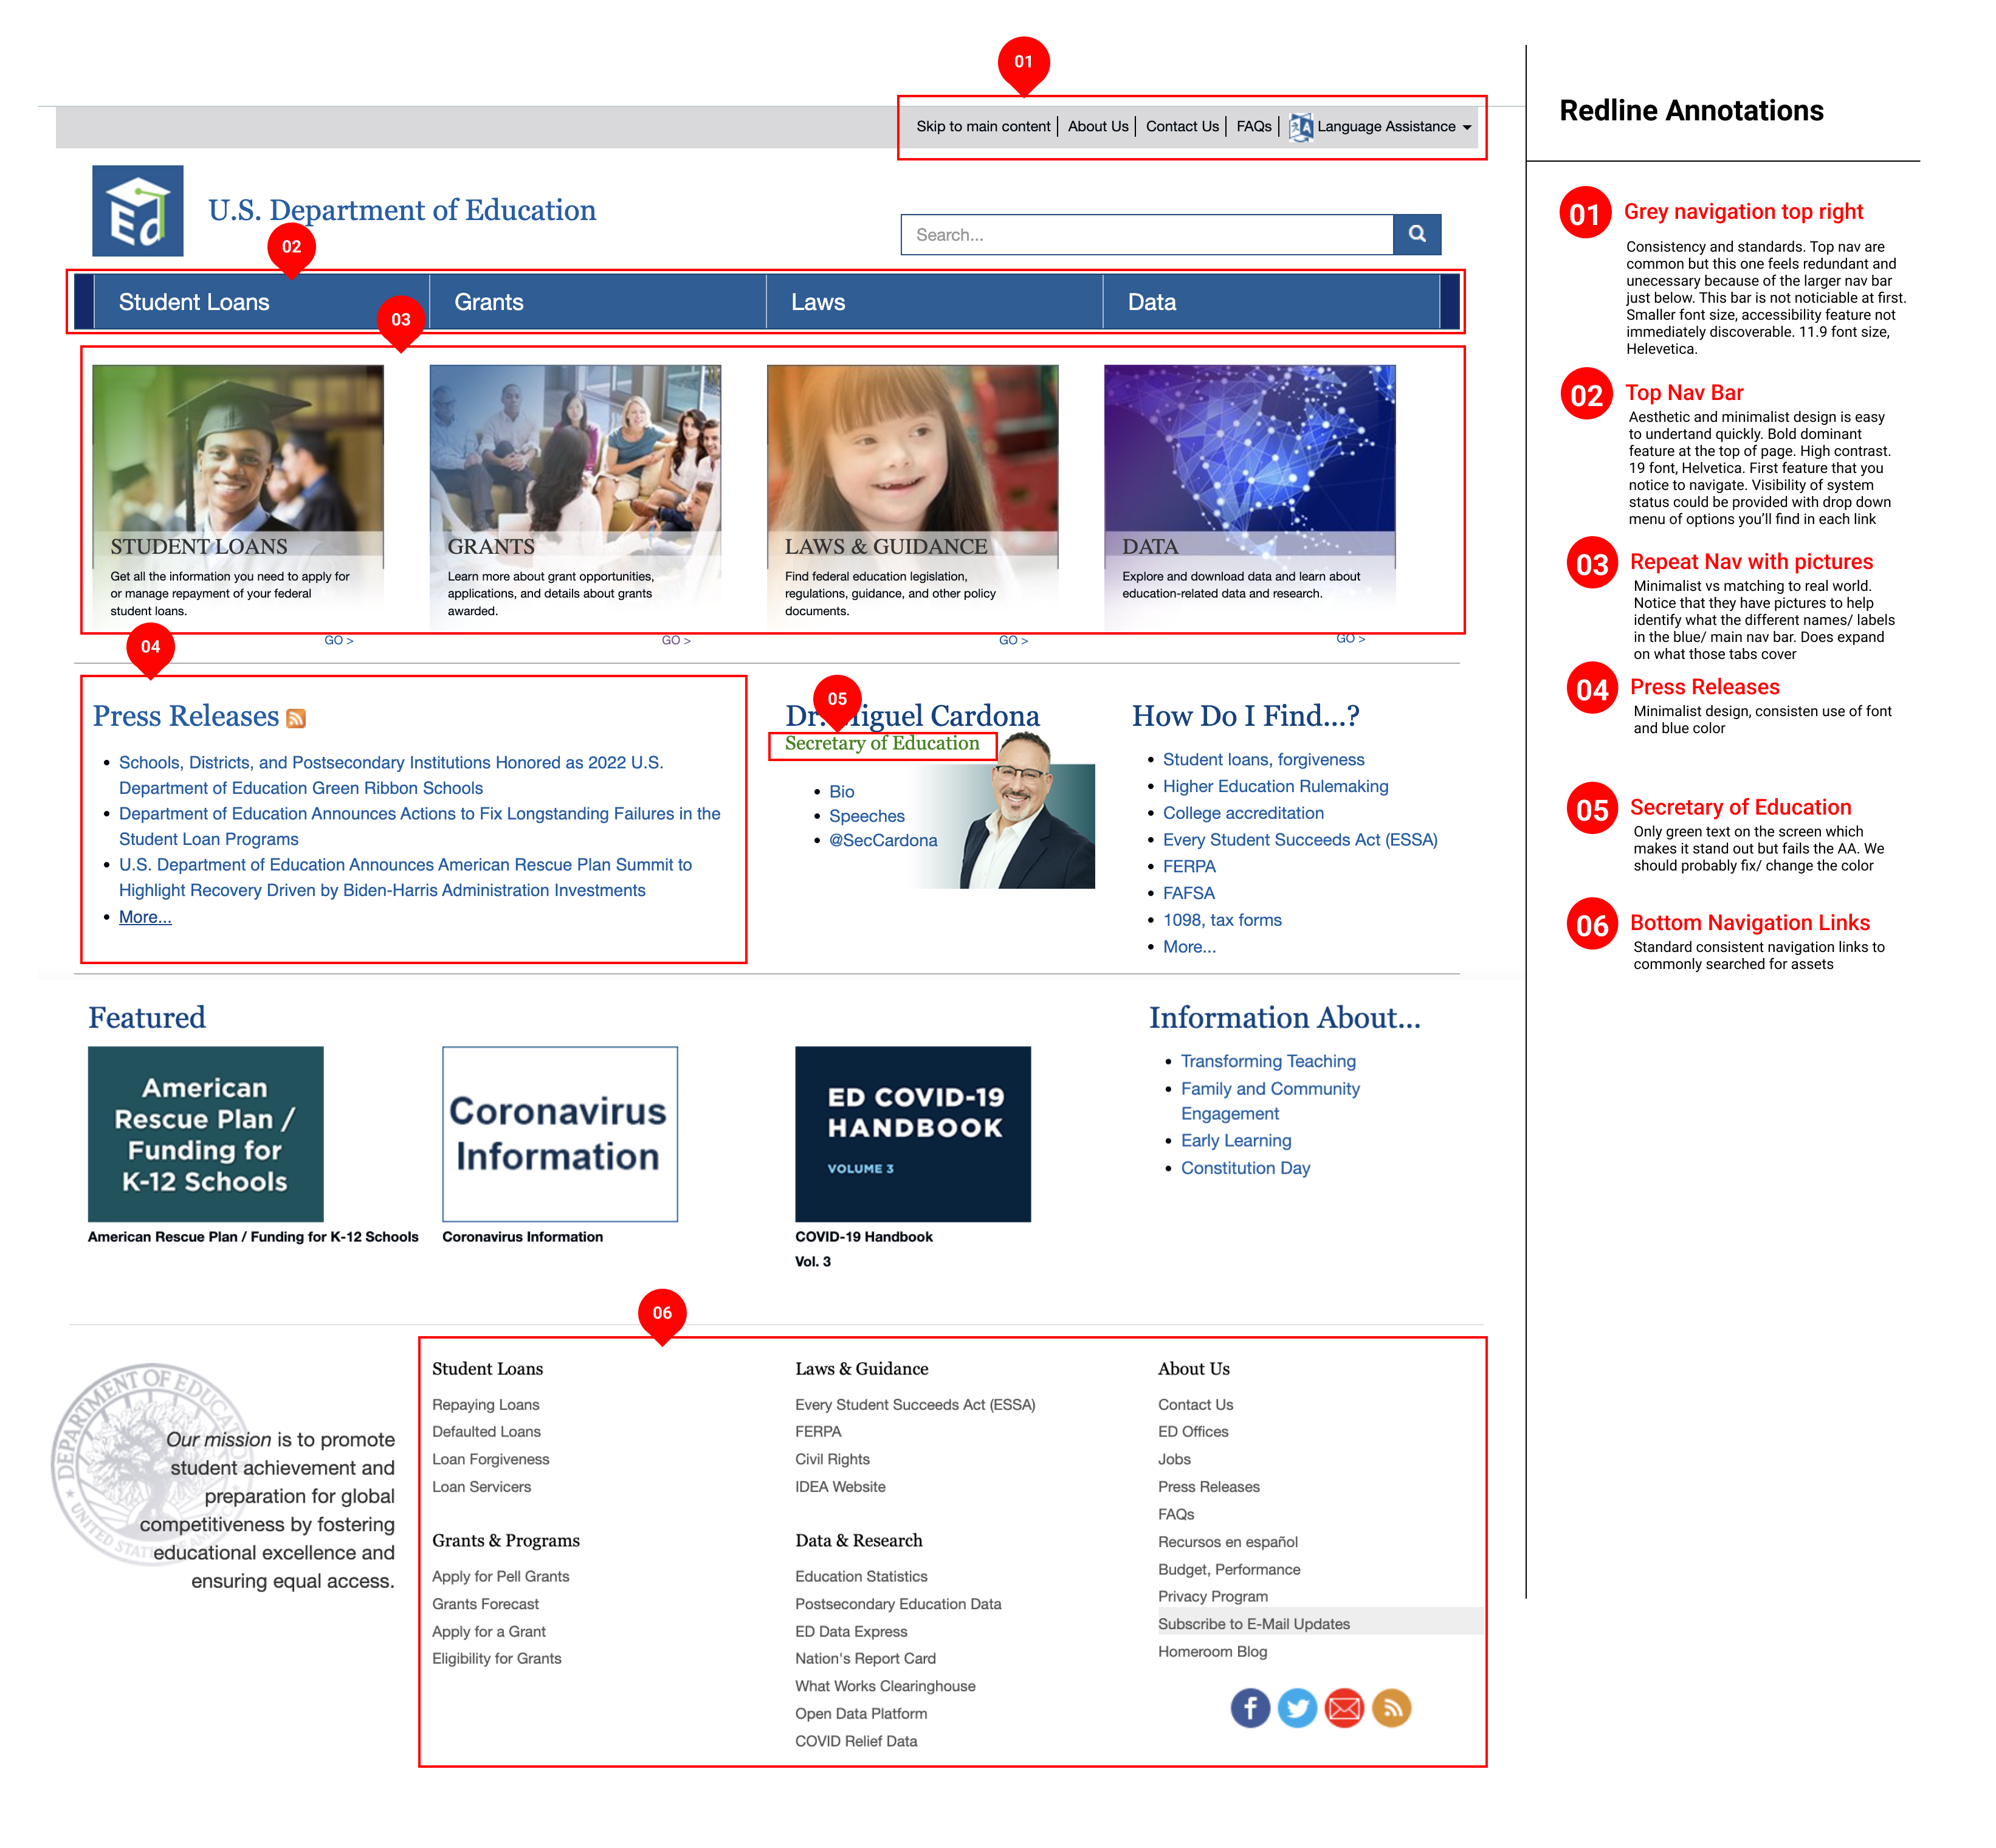 01
Skip to main content
About Us
Contact Us
FAQs
Language Assistance
Ed
U.S. Department of Education
Search...
02
Student Loans
Grants
Laws
Data
03
STUDENT LOANS
Get all the information you need to apply for
or manage repayment of your federal
student loans.
GO >
GRANTS
Learn more about grant opportunities,
applications, and details about grants
awarded.
GO >
LAWS & GUIDANCE
Find federal education legislation,
regulations, guidance, and other policy
documents.
GO >
DATA
Explore and download data and learn about
education-related data and research.
GO >
04
Press Releases
• Schools, Districts, and Postsecondary Institutions Honored as 2022 U.S.
Department of Education Green Ribbon Schools
• Department of Education Announces Actions to Fix Longstanding Failures in the
Student Loan Programs
• U.S. Department of Education Announces American Rescue Plan Summit to
Highlight Recovery Driven by Biden-Harris Administration Investments
• More...
05
Dr. Miguel Cardona
Secretary of Education
• Bio
• Speeches
• @SecCardona
How Do I Find...?
• Student loans, forgiveness
• Higher Education Rulemaking
• College accreditation
• Every Student Succeeds Act (ESSA)
• FERPA
• FAFSA
• 1098, tax forms
• More...
Featured
American
Rescue Plan /
Funding for
K-12 Schools
American Rescue Plan / Funding for K-12 Schools
Coronavirus
Information
Coronavirus Information
ED COVID-19
HANDBOOK
VOLUME 3
COVID-19 Handbook
Vol. 3
Information About...
• Transforming Teaching
• Family and Community
Engagement
• Early Learning
• Constitution Day
06
DEPARTMENT OF EDUCATION
UNITED STATES OF
Our mission is to promote
student achievement and
preparation for global
competitiveness by fostering
educational excellence and
ensuring equal access.
Student Loans
Repaying Loans
Defaulted Loans
Loan Forgiveness
Loan Servicers
Grants & Programs
Apply for Pell Grants
Grants Forecast
Apply for a Grant
Eligibility for Grants
Laws & Guidance
Every Student Succeeds Act (ESSA)
FERPA
Civil Rights
IDEA Website
Data & Research
Education Statistics
Postsecondary Education Data
ED Data Express
Nation's Report Card
What Works Clearinghouse
Open Data Platform
COVID Relief Data
About Us
Contact Us
ED Offices
Jobs
Press Releases
FAQs
Recursos en español
Budget, Performance
Privacy Program
Subscribe to E-Mail Updates
Homeroom Blog
Redline Annotations
01 Grey navigation top right
Consistency and standards. Top nav are
common but this one feels redundant and
unecessary because of the larger nav bar
just below. This bar is not noticiable at first.
Smaller font size, accessibility feature not
immediately discoverable. 11.9 font size,
Helevetica.
02 Top Nav Bar
Aesthetic and minimalist design is easy
to undertand quickly. Bold dominant
feature at the top of page. High contrast.
19 font, Helvetica. First feature that you
notice to navigate. Visibility of system
status could be provided with drop down
menu of options you'll find in each link
03 Repeat Nav with pictures
Minimalist vs matching to real world.
Notice that they have pictures to help
identify what the different names/ labels
in the blue/ main nav bar. Does expand
on what those tabs cover
04 Press Releases
Minimalist design, consisten use of font
and blue color
05 Secretary of Education
Only green text on the screen which
makes it stand out but fails the AA. We
should probably fix/ change the color
06 Bottom Navigation Links
Standard consistent navigation links to
commonly searched for assets